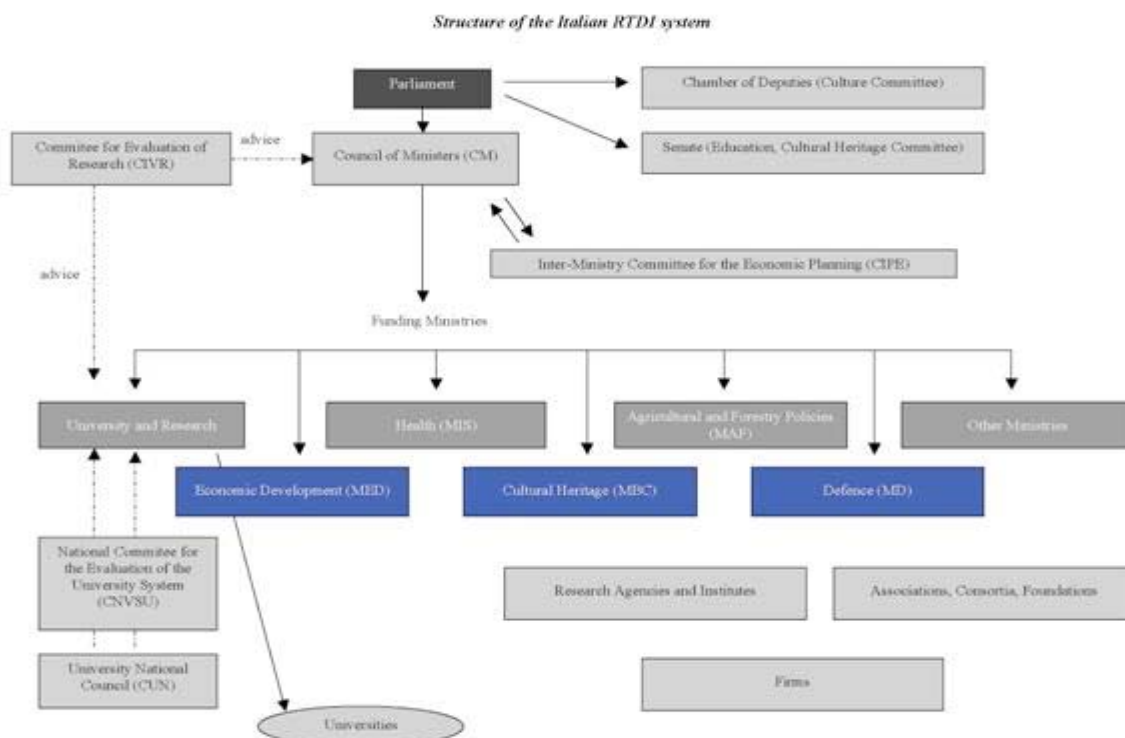 Structure of the Italian RTDI system
Parliament
Chamber of Deputies (Culture Committee)
advice
Committee for Evaluation of
Research (CIVR)
Council of Ministers (CM)
Senate (Education, Cultural Heritage Committee)
advice
Inter-Ministry Committee for the Economic Planning (CIPE)
Funding Ministries
University and Research
Health (MIS)
Agricultural and Forestry Policies
(MAF)
Other Ministries
Economic Development (MED)
Cultural Heritage (MBC)
Defence (MD)
National Commitee for
the Evaluation of the
University System
(CNVSU)
Research Agencies and Institutes
Associations, Consortia, Foundations
University National
Council (CUN)
Firms
Universities